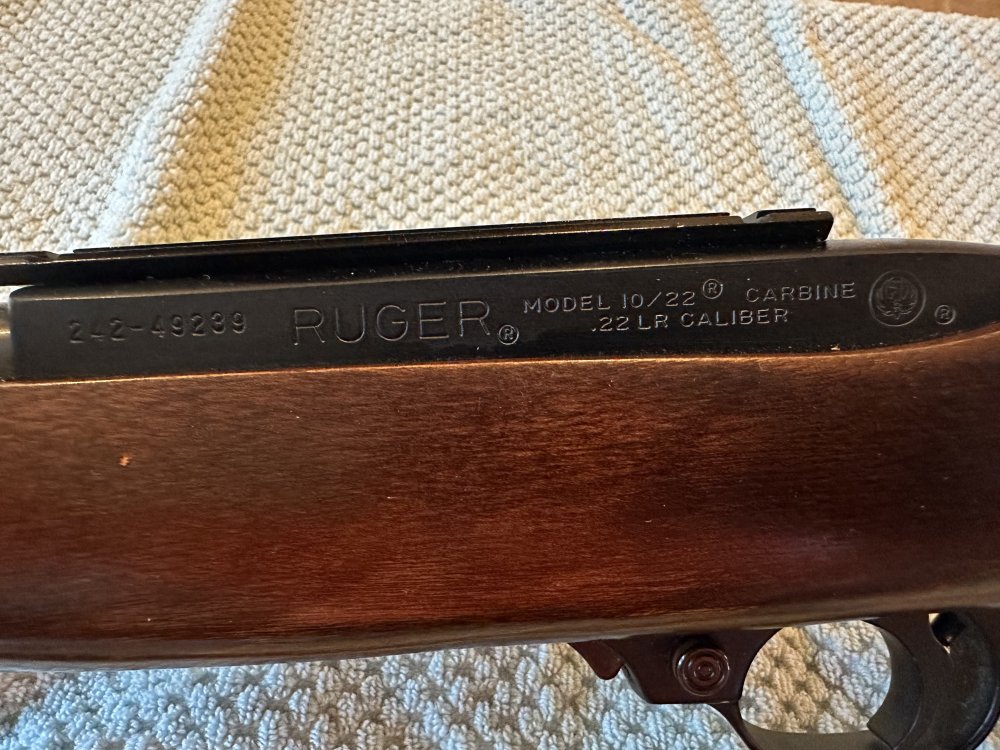 242-49239
RUGER®
MODEL 10/22® CARBINE
.22 LR CALIBER
®